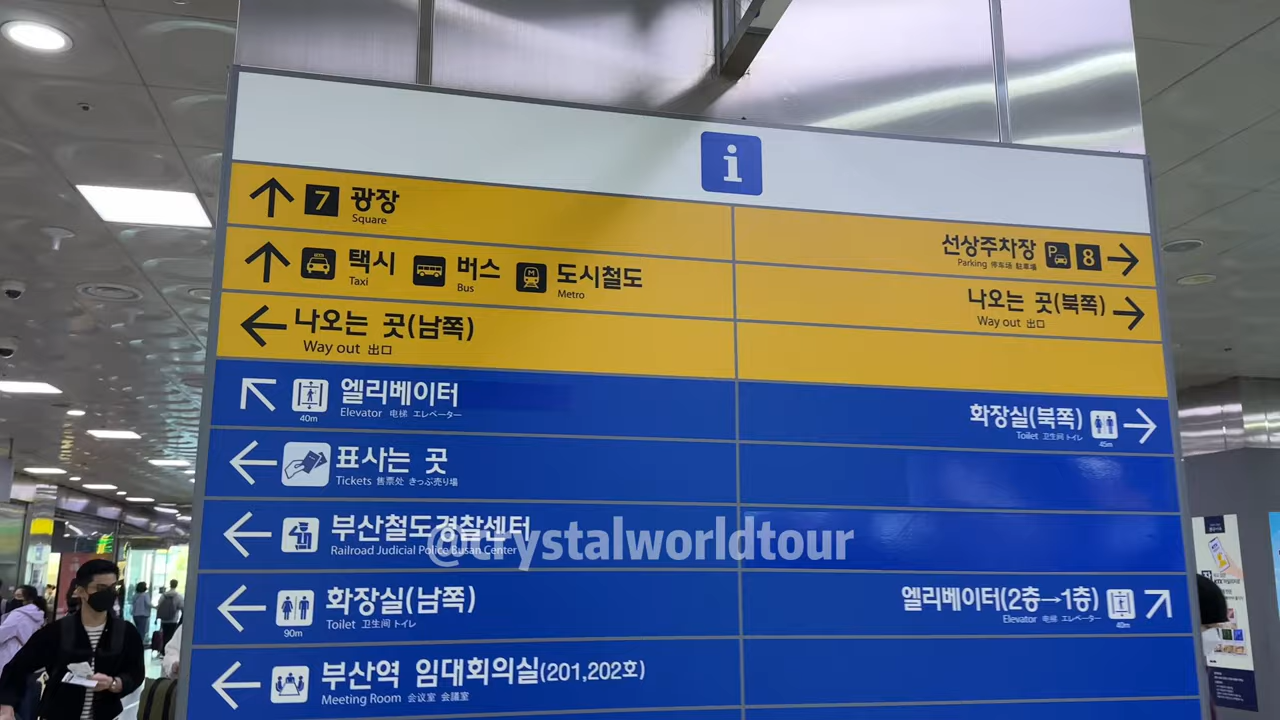 i
7 광장
Square
택시 버스 M 도시철도
Taxi Bus Metro
나오는 곳(남쪽)
Way out 出口
엘리베이터
40m Elevator 电梯 エレベーター
표사는 곳
Tickets 售票处 きっぷ売り場
부산철도경찰센터
Railroad Judicial Police Busan Center
화장실(남쪽)
90m Toilet 卫生间 トイレ
부산역 임대회의실(201,202호)
Meeting Room 会议室 会議室
선상주차장 P 8
Parking 停车场 駐車場
나오는 곳(북쪽)
Way out 出口
화장실(북쪽)
Toilet 卫生间 トイレ 45m
엘리베이터(2층→1층)
Elevator 电梯 エレベーター 40m
@crystalworldtour